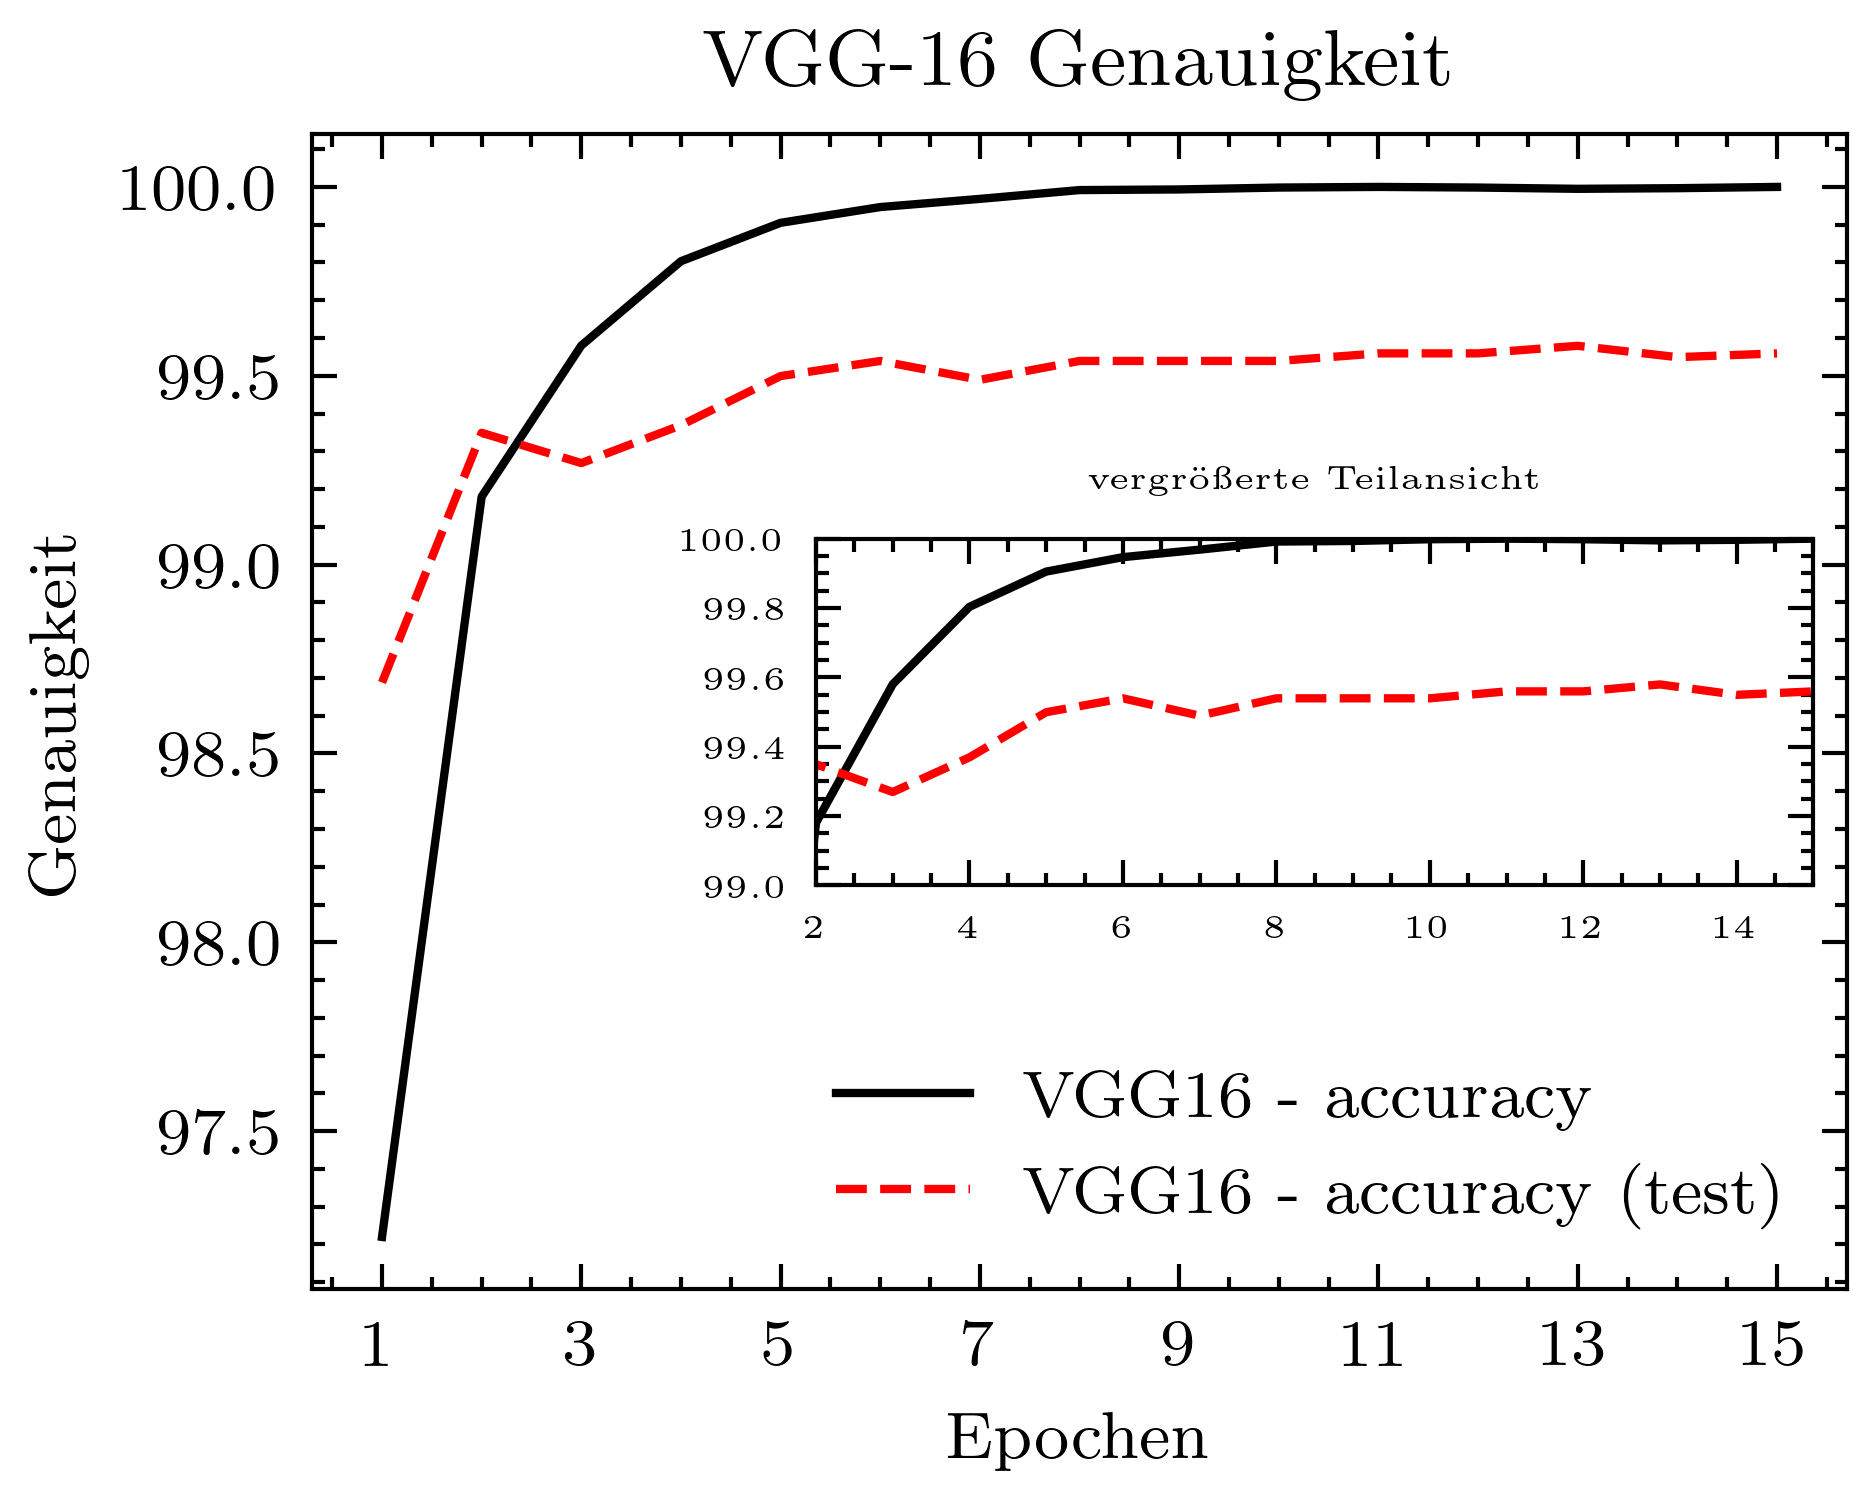 VGG-16 Genauigkeit
Genauigkeit
100.0
99.5
99.0
98.5
98.0
97.5
vergrößerte Teilansicht
100.0
99.8
99.6
99.4
99.2
99.0
2 4 6 8 10 12 14
VGG16 - accuracy
VGG16 - accuracy (test)
1 3 5 7 9 11 13 15
Epochen